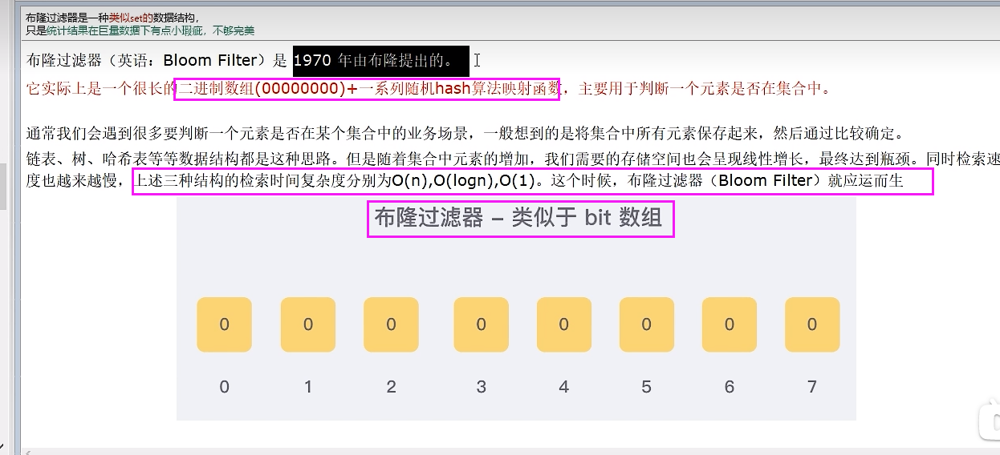 布隆过滤器是一种类似set的数据结构,
只是统计结果在巨量数据下有点小瑕疵,不够完美
布隆过滤器（英语：Bloom Filter）是 1970 年由布隆提出的。
它实际上是一个很长的二进制数组(00000000)+一系列随机hash算法映射函数，主要用于判断一个元素是否在集合中。
通常我们会遇到很多要判断一个元素是否在某个集合中的业务场景，一般想到的是将集合中所有元素保存起来，然后通过比较确定。
链表、树、哈希表等等数据结构都是这种思路。但是随着集合中元素的增加，我们需要的存储空间也会呈现线性增长，最终达到瓶颈。同时检索速
度也越来越慢，上述三种结构的检索时间复杂度分别为O(n),O(logn),O(1)。这个时候，布隆过滤器（Bloom Filter）就应运而生
布隆过滤器 – 类似于 bit 数组
0 0 0 0 0 0 0 0
0 1 2 3 4 5 6 7